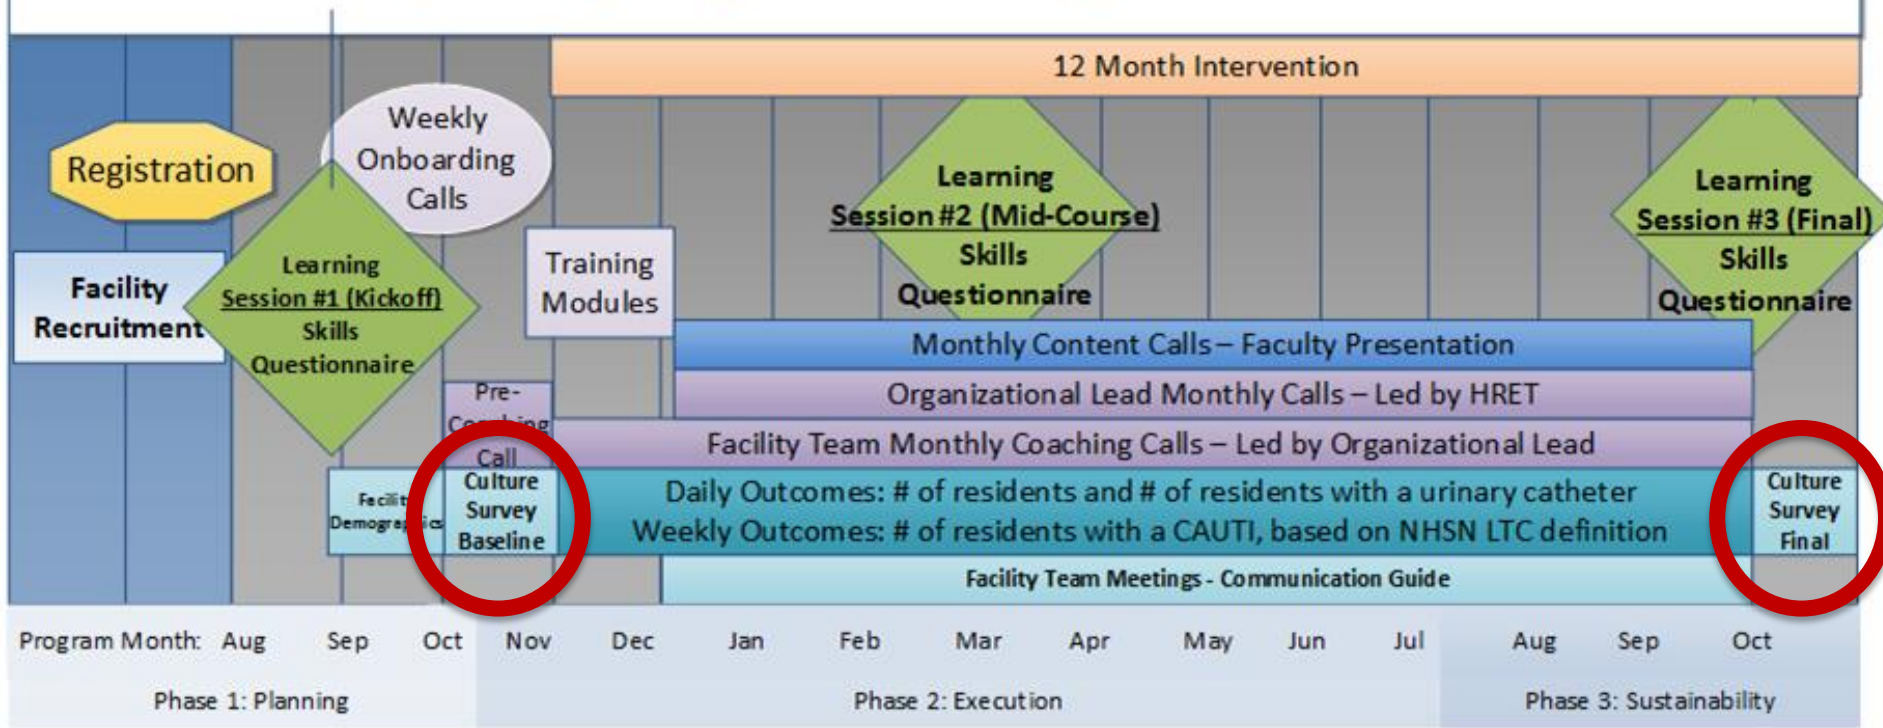 12 Month Intervention
Weekly
Onboarding
Calls
Registration
Facility
Recruitment
Learning
Session #1 (Kickoff)
Skills
Questionnaire
Training
Modules
Learning
Session #2 (Mid-Course)
Skills
Questionnaire
Learning
Session #3 (Final)
Skills
Questionnaire
Monthly Content Calls – Faculty Presentation
Organizational Lead Monthly Calls – Led by HRET
Pre-
Coaching
Call
Facility Team Monthly Coaching Calls – Led by Organizational Lead
Facility
Demographics
Culture
Survey
Baseline
Daily Outcomes: # of residents and # of residents with a urinary catheter
Weekly Outcomes: # of residents with a CAUTI, based on NHSN LTC definition
Culture
Survey
Final
Facility Team Meetings - Communication Guide
Program Month: Aug Sep Oct Nov Dec Jan Feb Mar Apr May Jun Jul Aug Sep Oct
Phase 1: Planning Phase 2: Execution Phase 3: Sustainability